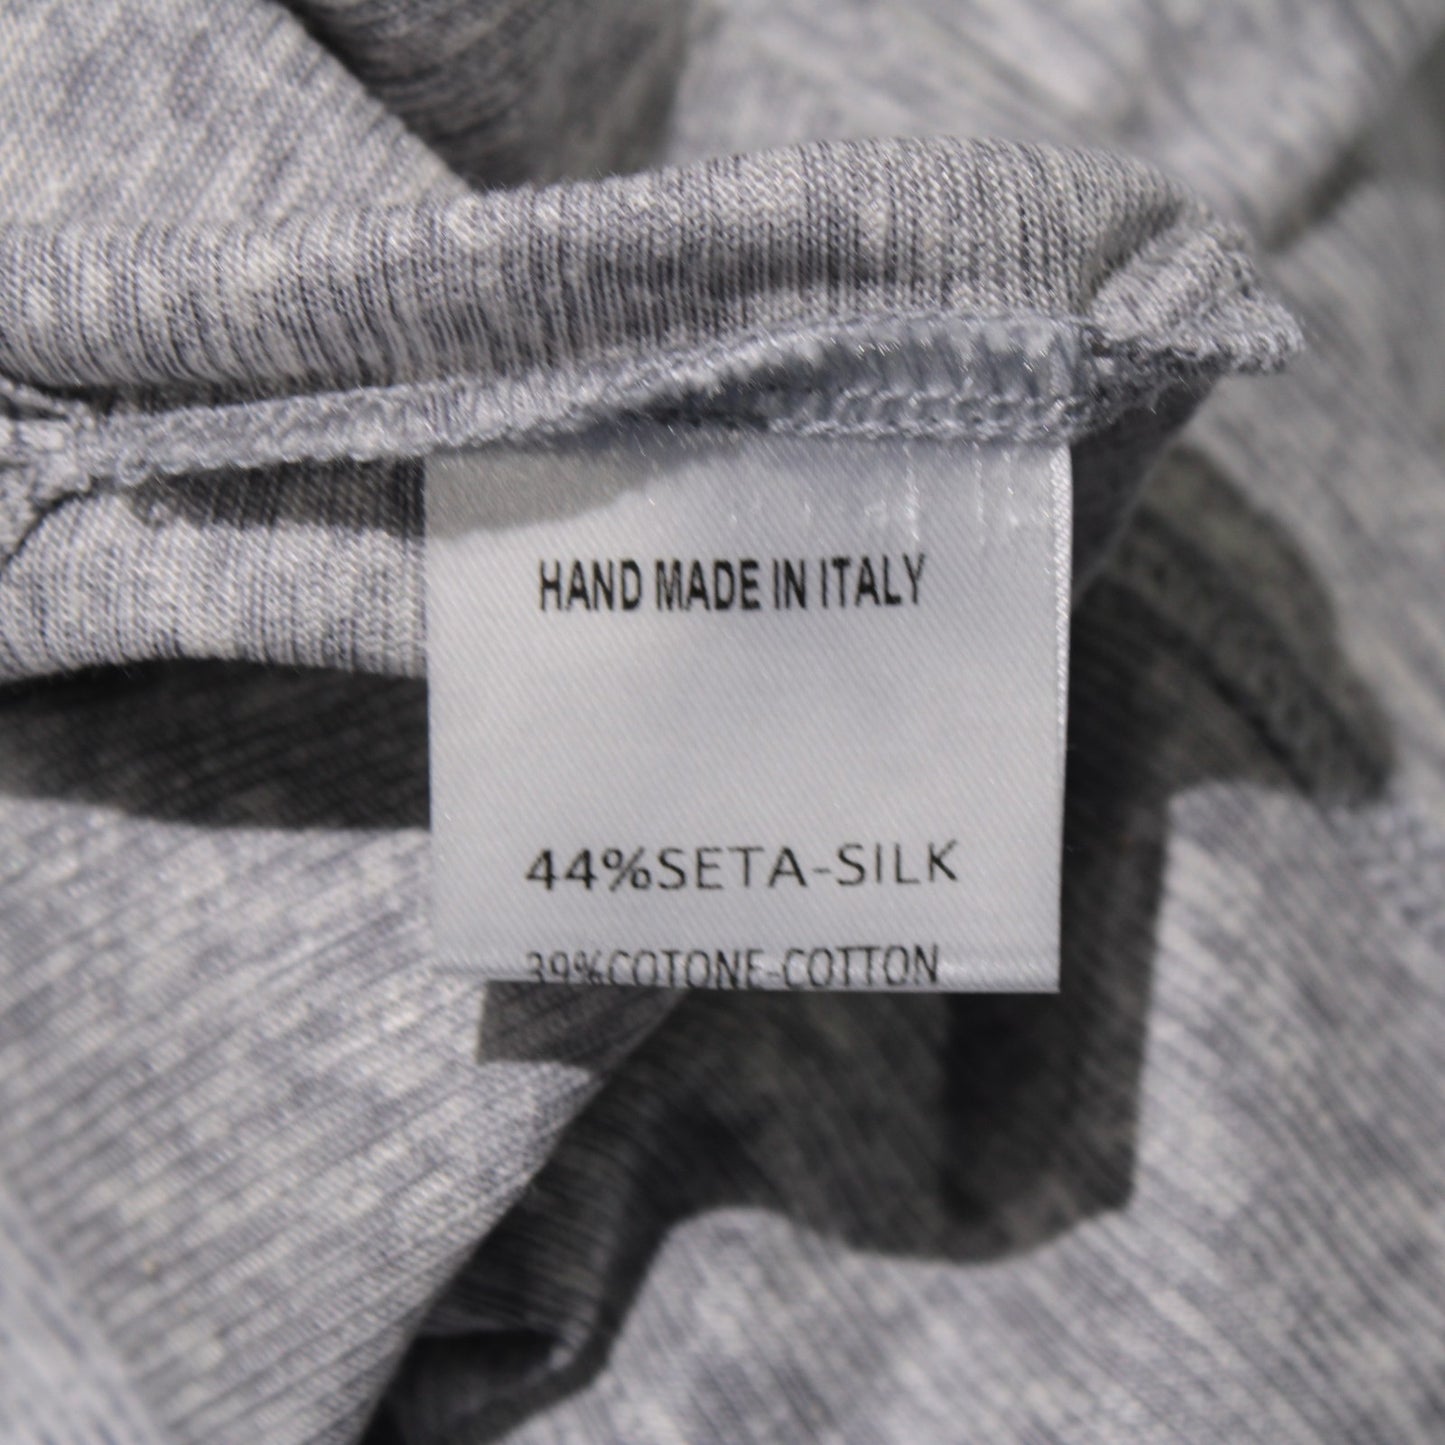 HAND MADE IN ITALY
44%SETA-SILK
39%COTONE-COTTON